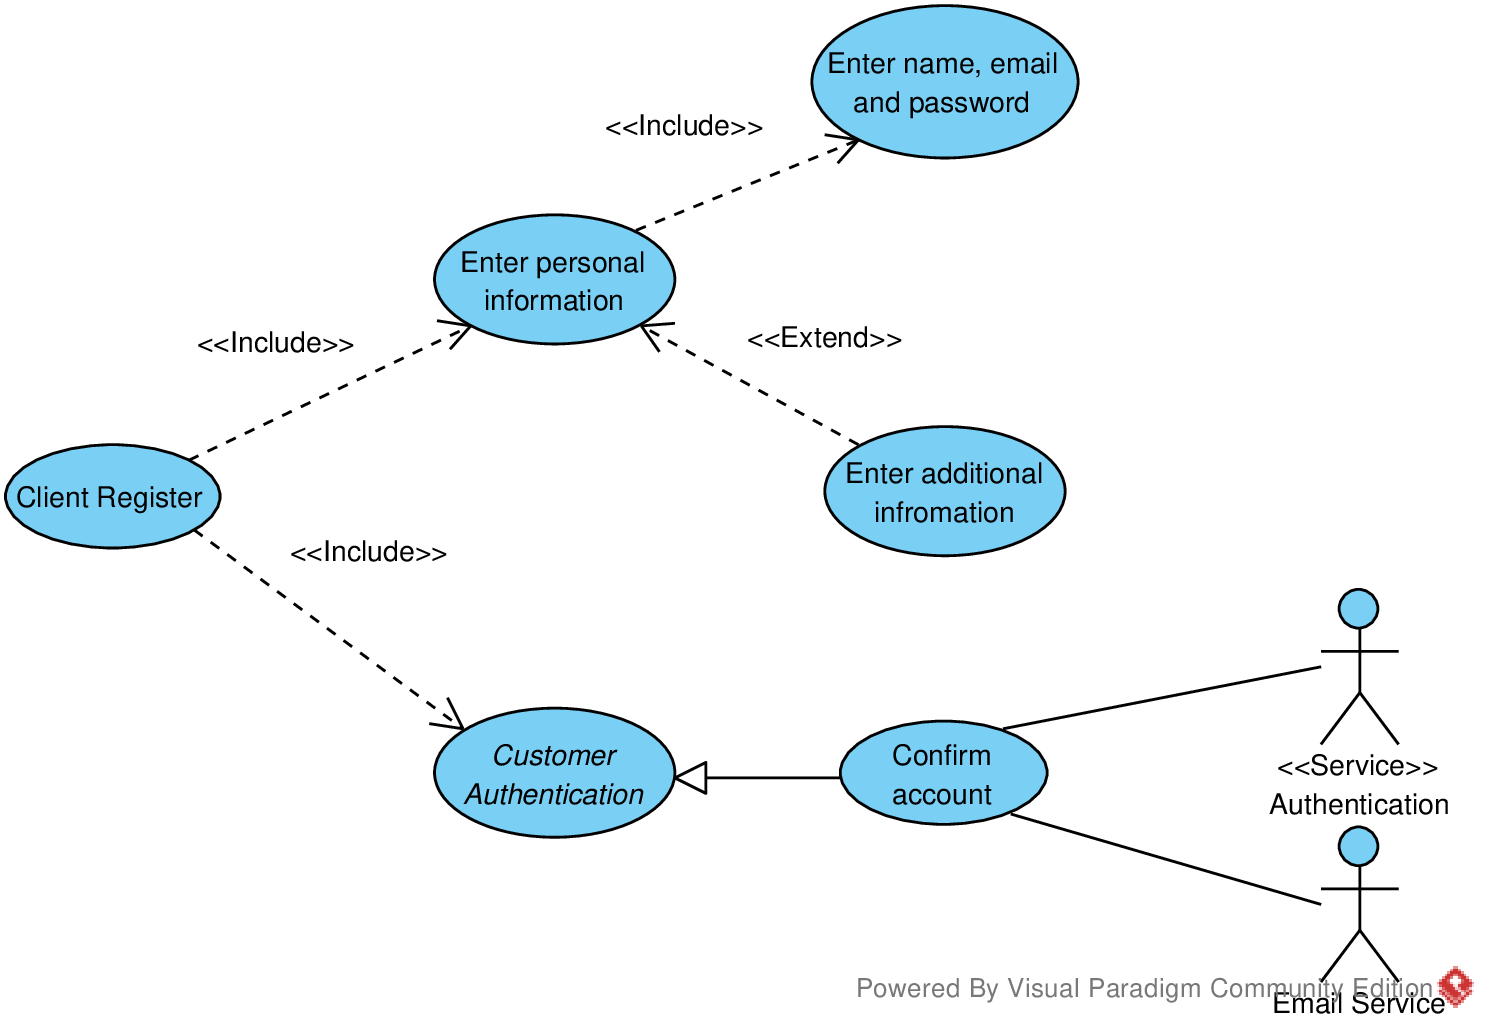 Enter name, email
and password
<<Include>>
Enter personal
information
<<Include>>
<<Extend>>
Enter additional
infromation
Client Register
<<Include>>
Customer
Authentication
Confirm
account
<<Service>>
Authentication
Powered By Visual Paradigm Community Edition
Email Service